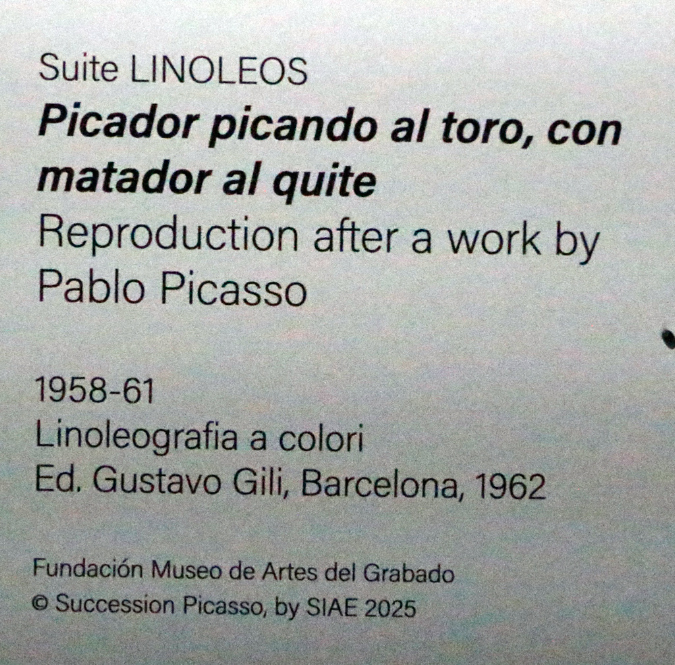 Suite LINOLEOS
Picador picando al toro, con
matador al quite
Reproduction after a work by
Pablo Picasso
1958-61
Linoleografia a colori
Ed. Gustavo Gili, Barcelona, 1962
Fundación Museo de Artes del Grabado
© Succession Picasso, by SIAE 2025